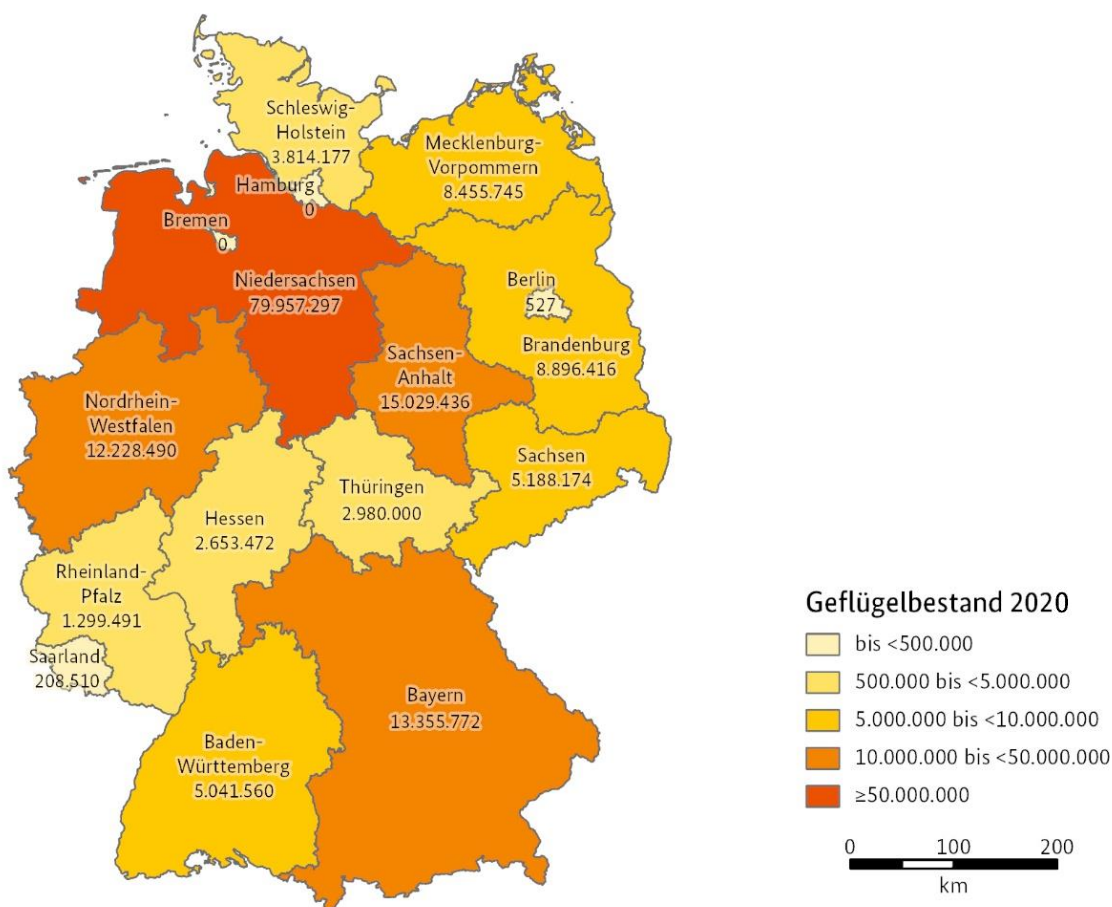 Schleswig-
Holstein
3.814.177
Mecklenburg-
Vorpommern
8.455.745
Hamburg
0
Bremen
0
Niedersachsen
79.957.297
Berlin
527
Brandenburg
8.896.416
Sachsen-
Anhalt
15.029.436
Nordrhein-
Westfalen
12.228.490
Sachsen
5.188.174
Thüringen
2.980.000
Hessen
2.653.472
Rheinland-
Pfalz
1.299.491
Saarland
208.510
Bayern
13.355.772
Baden-
Württemberg
5.041.560
Geflügelbestand 2020
bis <500.000
500.000 bis <5.000.000
5.000.000 bis <10.000.000
10.000.000 bis <50.000.000
≥50.000.000
0 100 200
km